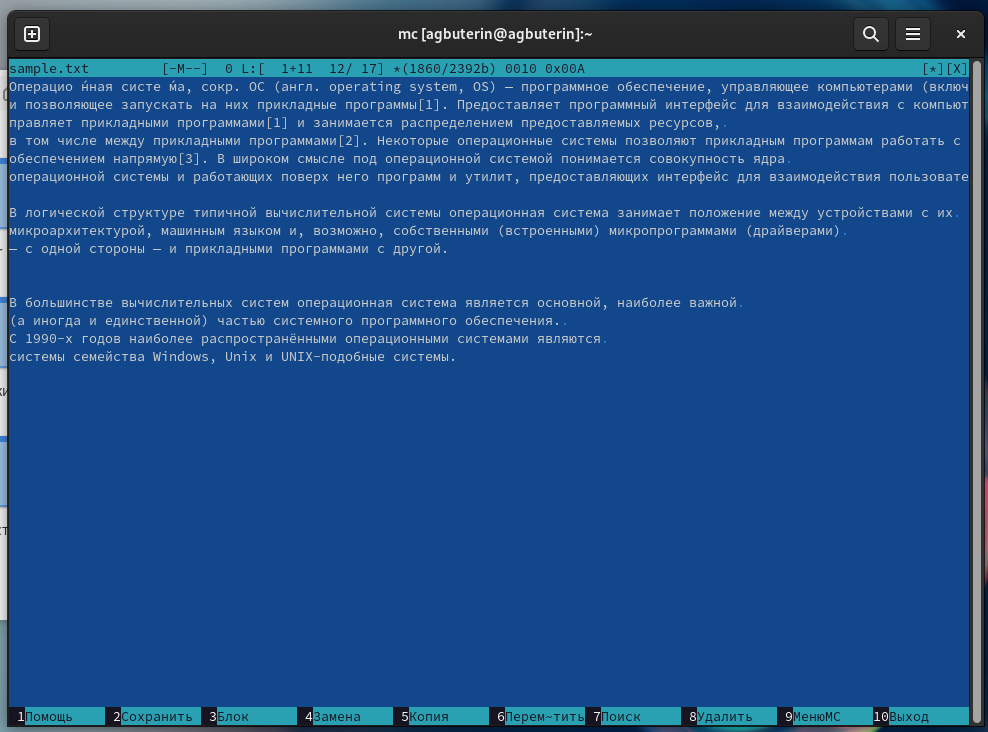 mc [agbuterin@agbuterin]:~
sample.txt [-M--] 0 L:[ 1+11 12/ 17] *(1860/2392b) 0010 0x00A [*][X]
Операцио́нная систе́ма, сокр. ОС (англ. operating system, OS) — программное обеспечение, управляющее компьютерами (включ
и позволяющее запускать на них прикладные программы[1]. Предоставляет программный интерфейс для взаимодействия с компьют
правляет прикладными программами[1] и занимается распределением предоставляемых ресурсов,.
в том числе между прикладными программами[2]. Некоторые операционные системы позволяют прикладным программам работать с
обеспечением напрямую[3]. В широком смысле под операционной системой понимается совокупность ядра.
операционной системы и работающих поверх него программ и утилит, предоставляющих интерфейс для взаимодействия пользовате
В логической структуре типичной вычислительной системы операционная система занимает положение между устройствами с их.
микроархитектурой, машинным языком и, возможно, собственными (встроенными) микропрограммами (драйверами).
— с одной стороны — и прикладными программами с другой.
В большинстве вычислительных систем операционная система является основной, наиболее важной.
(а иногда и единственной) частью системного программного обеспечения..
С 1990-х годов наиболее распространёнными операционными системами являются.
системы семейства Windows, Unix и UNIX-подобные системы.
1Помощь 2Сохранить 3Блок 4Замена 5Копия 6Перем~тить 7Поиск 8Удалить 9МенюMC 10Выход